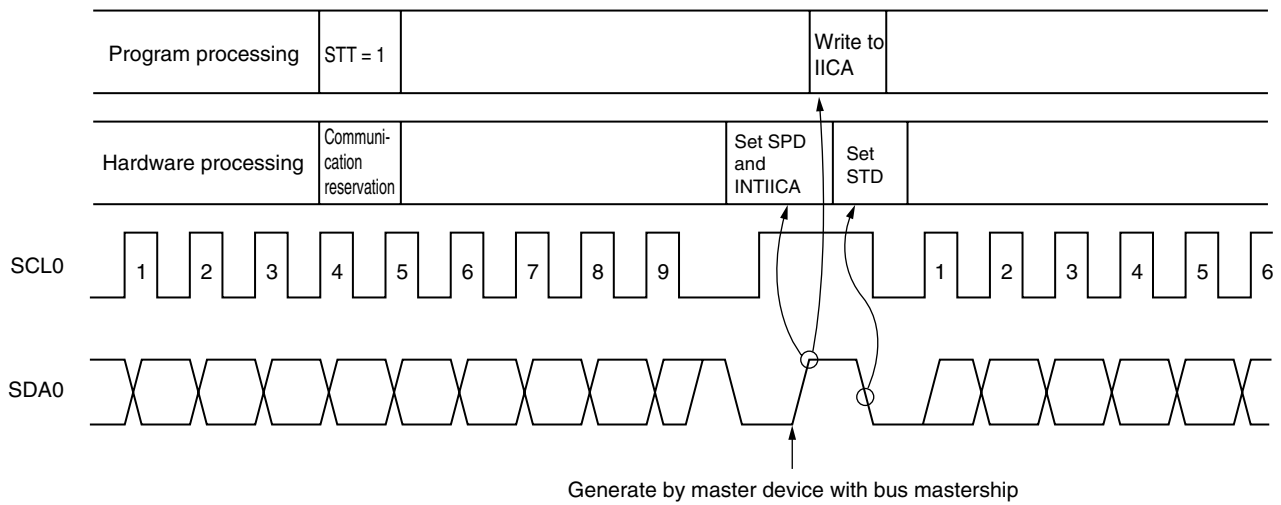 Program processing
STT = 1
Write to
IICA
Hardware processing
Communi-
cation
reservation
Set SPD
and
INTIICA
Set
STD
SCL0
1 2 3 4 5 6 7 8 9 1 2 3 4 5 6
SDA0
Generate by master device with bus mastership